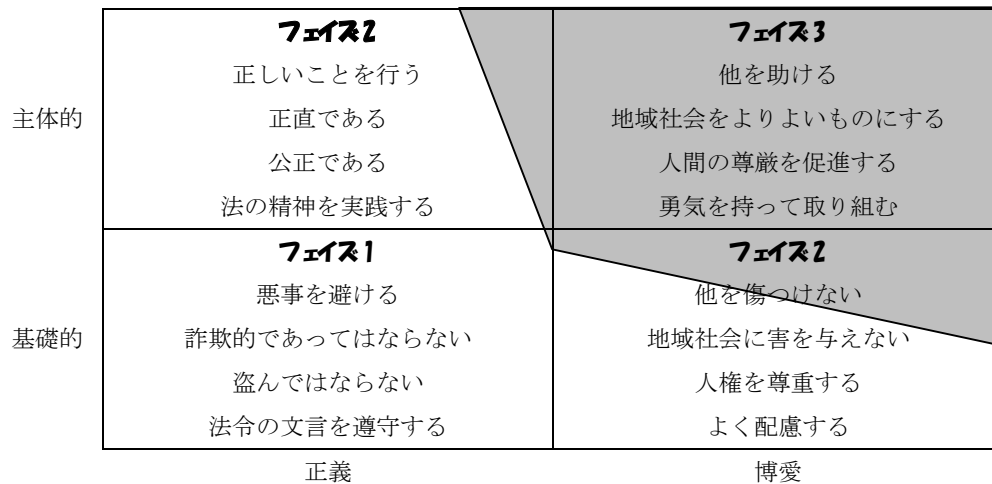 フェイズ2
正しいことを行う
正直である
公正である
法の精神を実践する
フェイズ3
他を助ける
地域社会をよりよいものにする
人間の尊厳を促進する
勇気を持って取り組む
主体的
フェイズ1
悪事を避ける
詐欺的であってはならない
盗んではならない
法令の文言を遵守する
フェイズ2
他を傷つけない
地域社会に害を与えない
人権を尊重する
よく配慮する
基礎的
正義
博愛